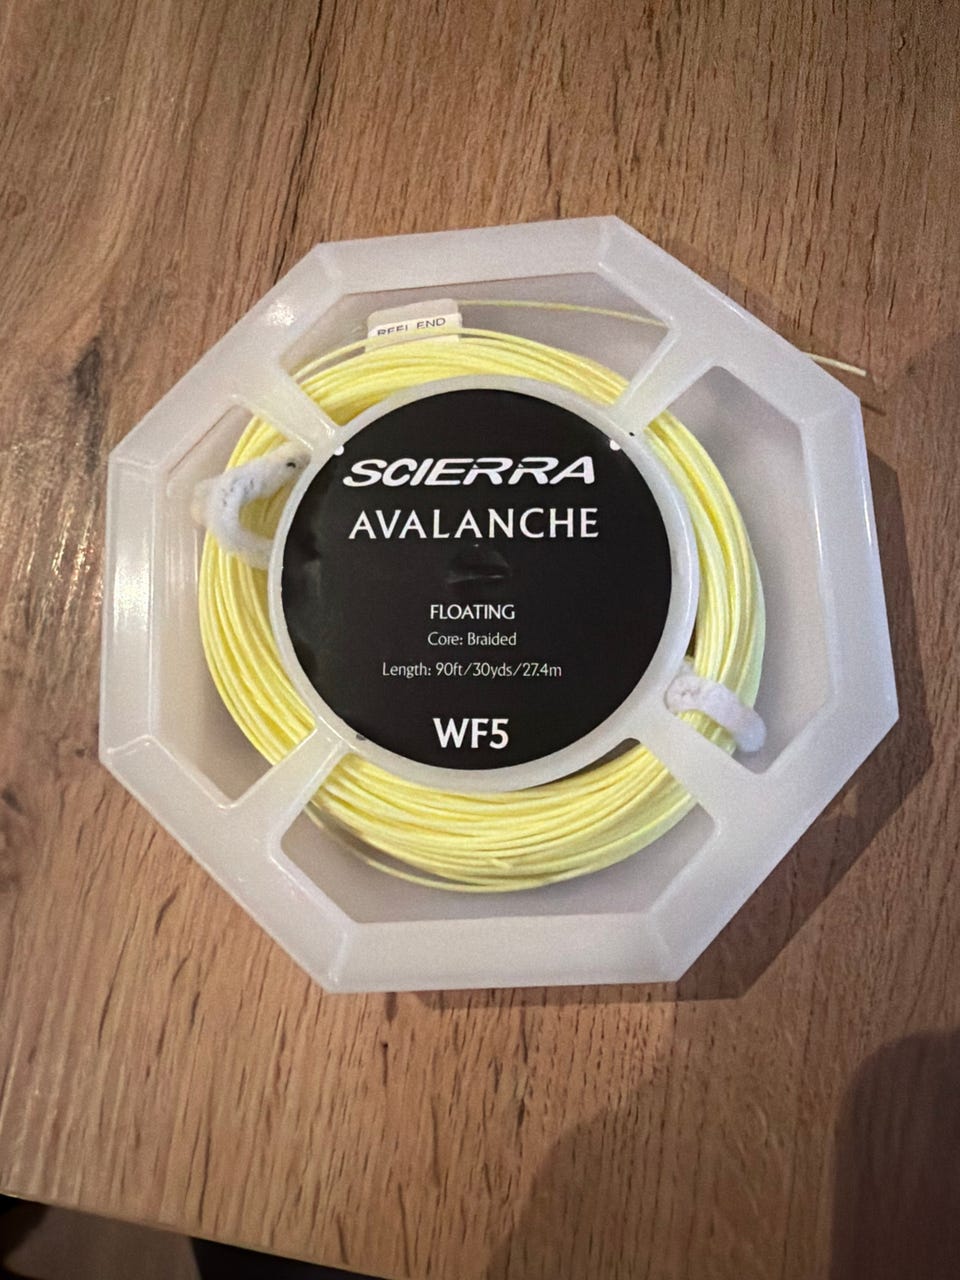 REEL END
SCIERRA
AVALANCHE
FLOATING
Core: Braided
Length: 90ft/30yds/27.4m
WF5